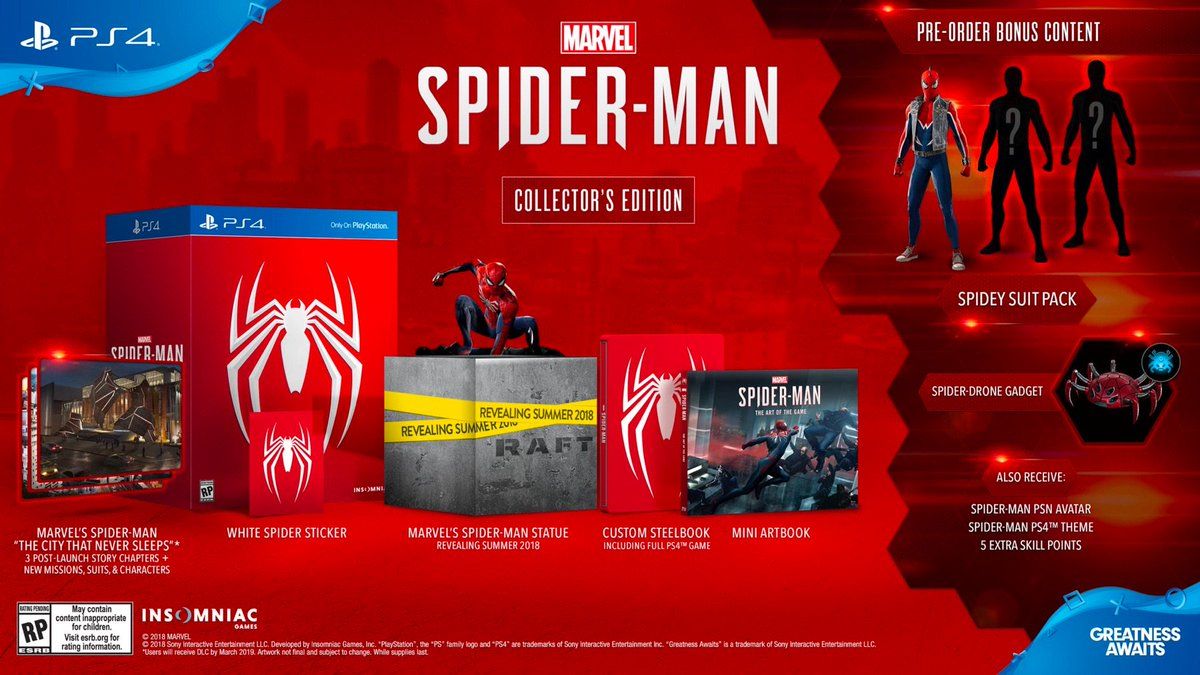 PS4
MARVEL
SPIDER-MAN
COLLECTOR'S EDITION
PRE-ORDER BONUS CONTENT
?
?
SPIDEY SUIT PACK
SPIDER-DRONE GADGET
ALSO RECEIVE:
SPIDER-MAN PSN AVATAR
SPIDER-MAN PS4™ THEME
5 EXTRA SKILL POINTS
PS4
PS4
Only On PlayStation.
MARVEL
SPIDER-MAN
RP
INSOMNIAC
REVEALING SUMMER 2018
REVEALING SUMMER 2018
RAFT
SPIDER-MAN
MARVEL
SPIDER-MAN
THE ART OF THE GAME
MARVEL'S SPIDER-MAN
"THE CITY THAT NEVER SLEEPS"*
3 POST-LAUNCH STORY CHAPTERS +
NEW MISSIONS, SUITS, & CHARACTERS
WHITE SPIDER STICKER
MARVEL'S SPIDER-MAN STATUE
REVEALING SUMMER 2018
CUSTOM STEELBOOK
INCLUDING FULL PS4™ GAME
MINI ARTBOOK
RATING PENDING
RP
ESRB
May contain
content inappropriate
for children.
Visit esrb.org for
rating information.
INSOMNIAC
GAMES
© 2018 MARVEL
© 2018 Sony Interactive Entertainment LLC. Developed by Insomniac Games, Inc. "PlayStation", the "PS" family logo and "PS4" are trademarks of Sony Interactive Entertainment Inc. "Greatness Awaits" is a trademark of Sony Interactive Entertainment LLC.
*Users will receive DLC by March 2019. Artwork not final and subject to change. While supplies last.
GREATNESS
AWAITS